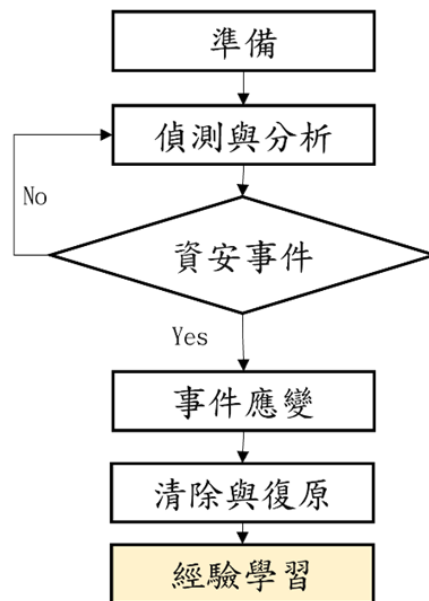 準備
偵測與分析
No
資安事件
Yes
事件應變
清除與復原
經驗學習